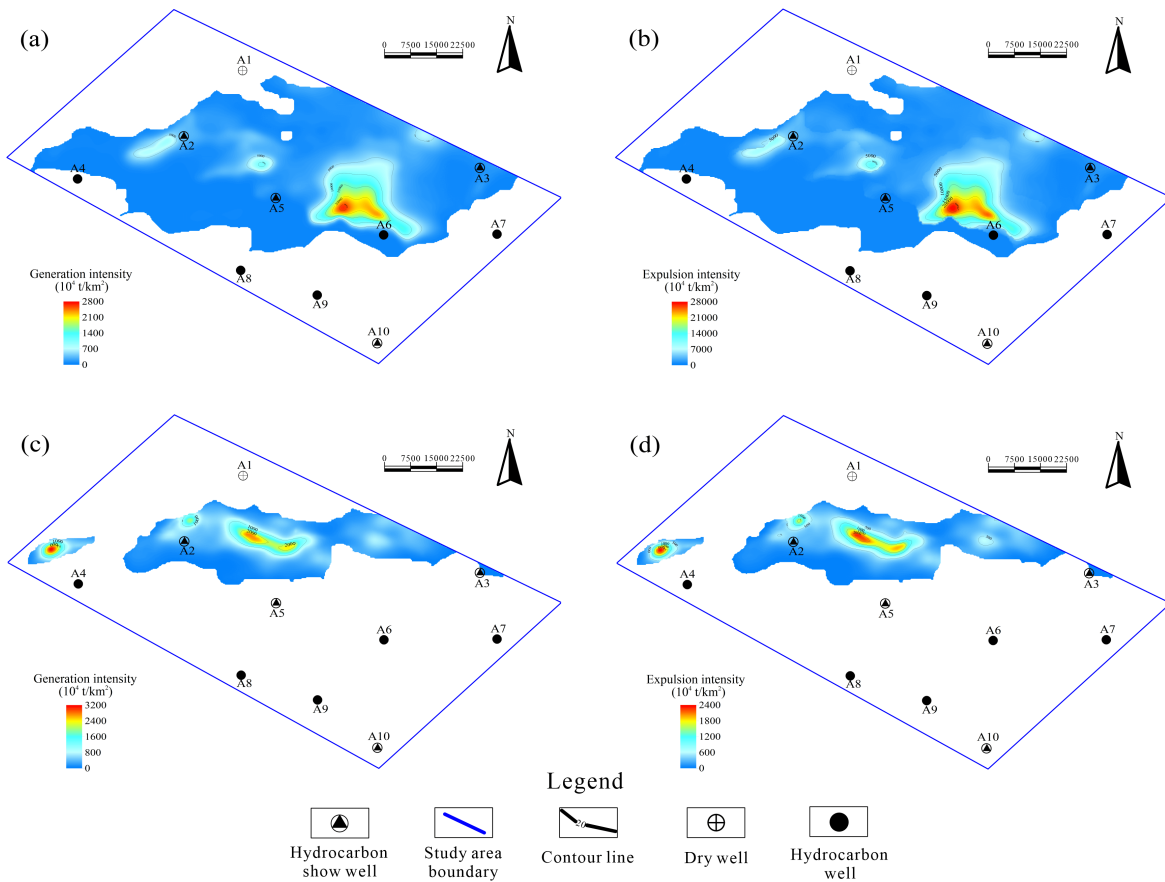 (a)
N
0 7500 15000 22500
A1
A2
A4
A3
A5
A6
A7
A8
A9
A10
Generation intensity
(10⁴ t/km²)
2800
2100
1400
700
0
(b)
N
0 7500 15000 22500
A1
A2
A4
A3
A5
A6
A7
A8
A9
A10
Expulsion intensity
(10⁴ t/km²)
28000
21000
14000
7000
0
(c)
N
0 7500 15000 22500
A1
A2
A4
A3
A5
A6
A7
A8
A9
A10
Generation intensity
(10⁴ t/km²)
3200
2400
1600
800
0
(d)
N
0 7500 15000 22500
A1
A2
A4
A3
A5
A6
A7
A8
A9
A10
Expulsion intensity
(10⁴ t/km²)
2400
1800
1200
600
0
Legend
20
Hydrocarbon
show well
Study area
boundary
Contour line
Dry well
Hydrocarbon
well